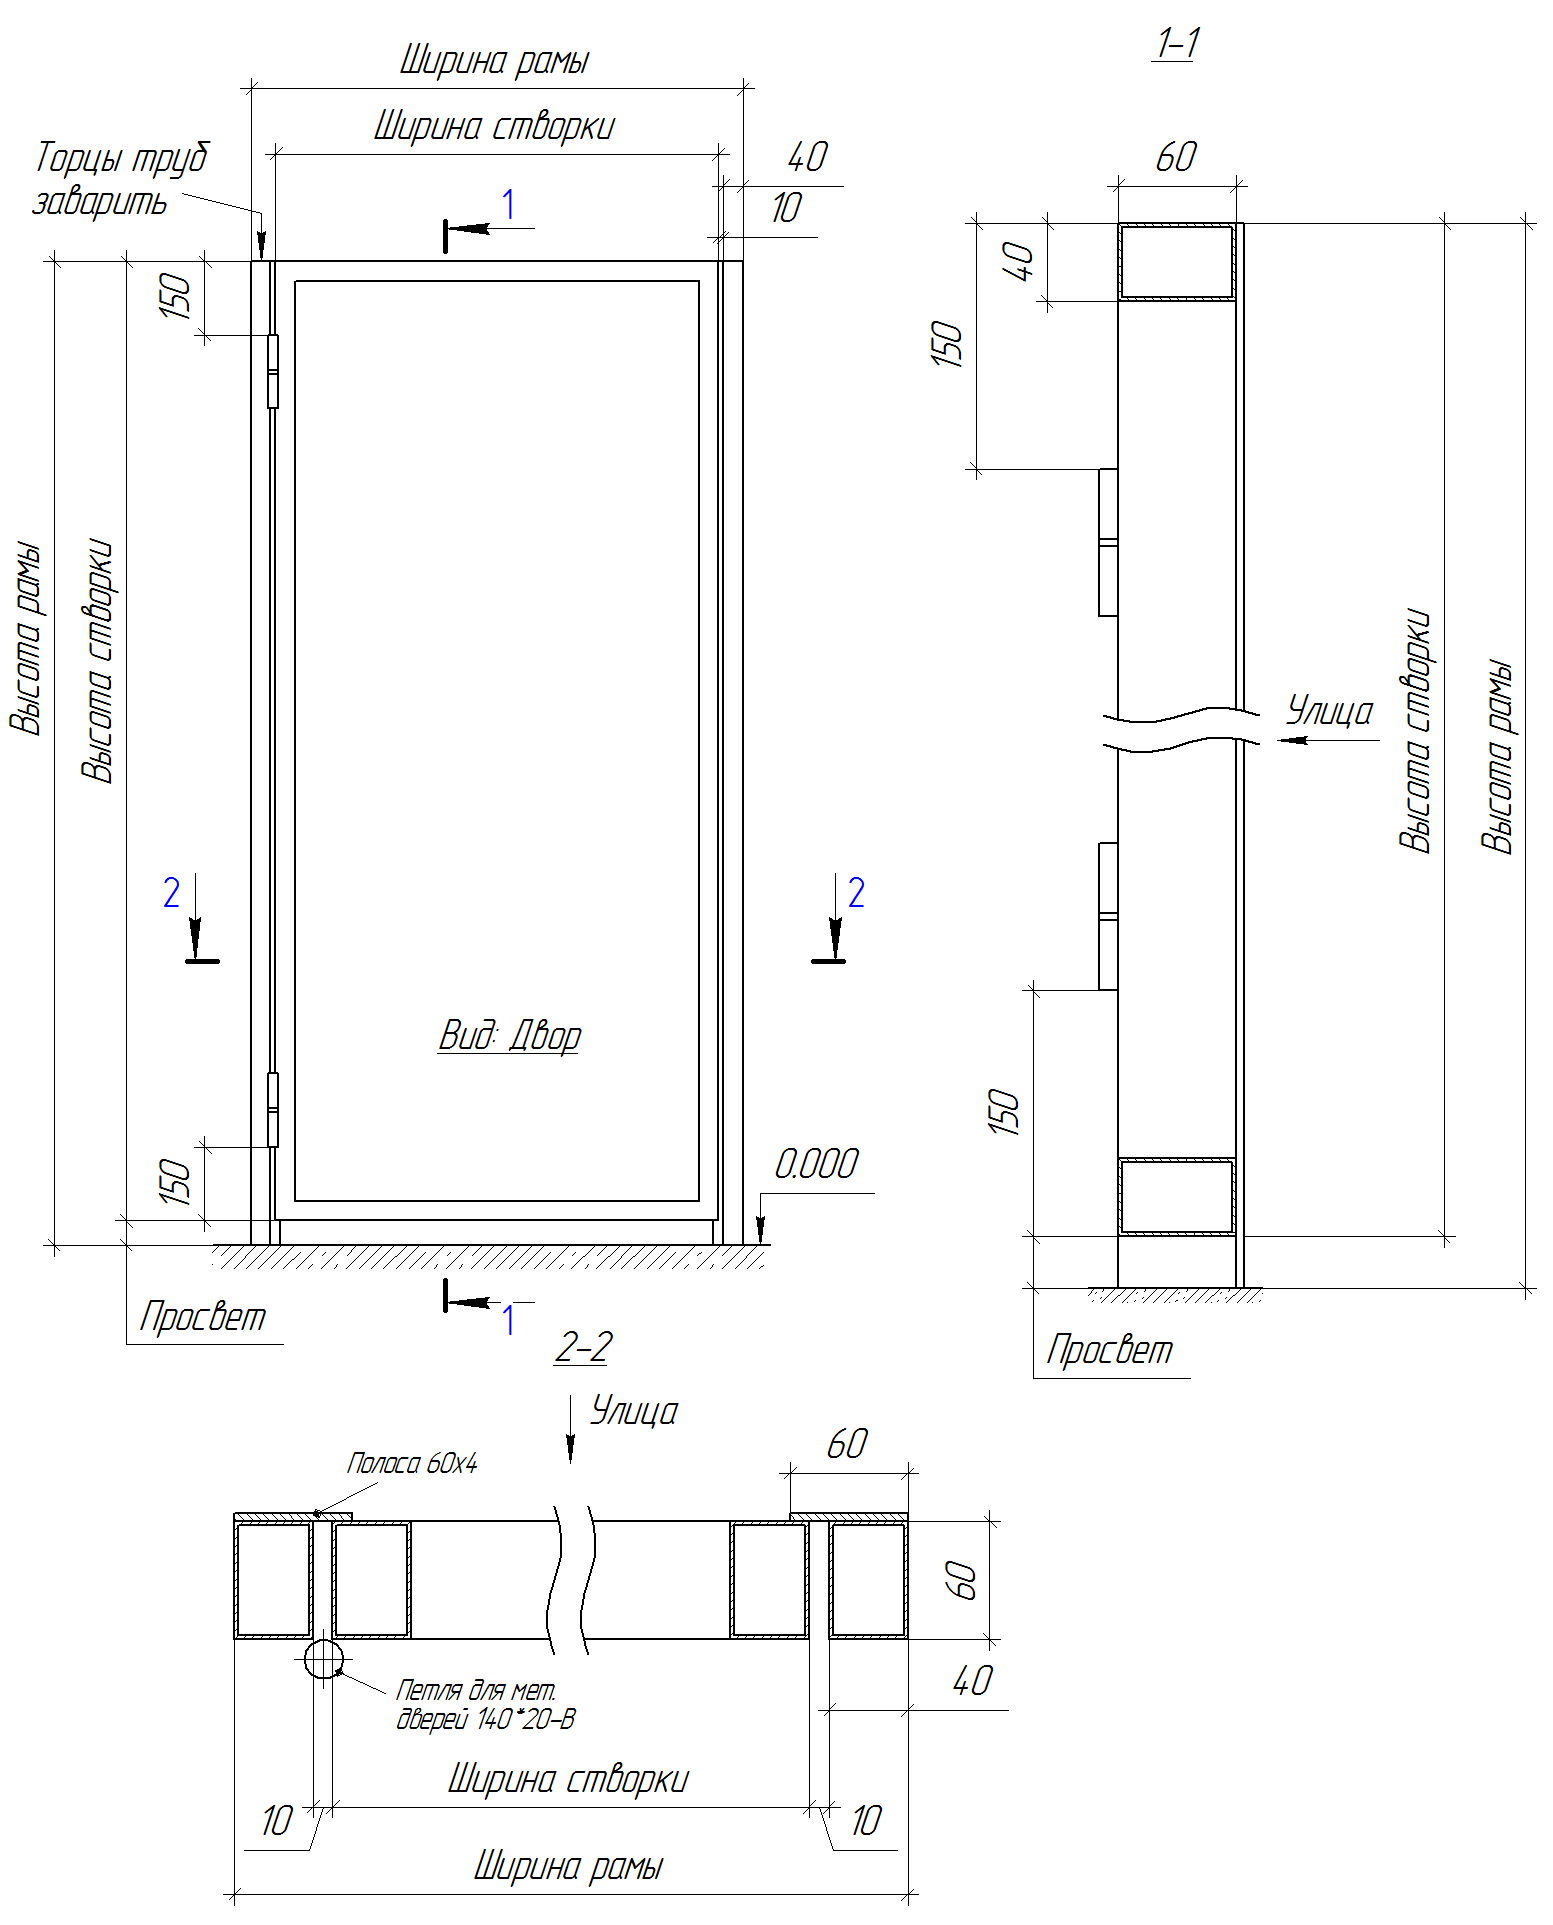 Ширина рамы
1-1
Ширина створки
Торцы труб
заварить
40
60
1
10
150
40
150
Высота рамы
Высота створки
Высота створки
Высота рамы
Улица
2
2
Вид: Двор
150
150
0.000
Просвет
1
2-2
Просвет
Улица
60
Полоса 60x4
60
Петля для мет.
дверей 140*20-В
40
Ширина створки
10
10
Ширина рамы